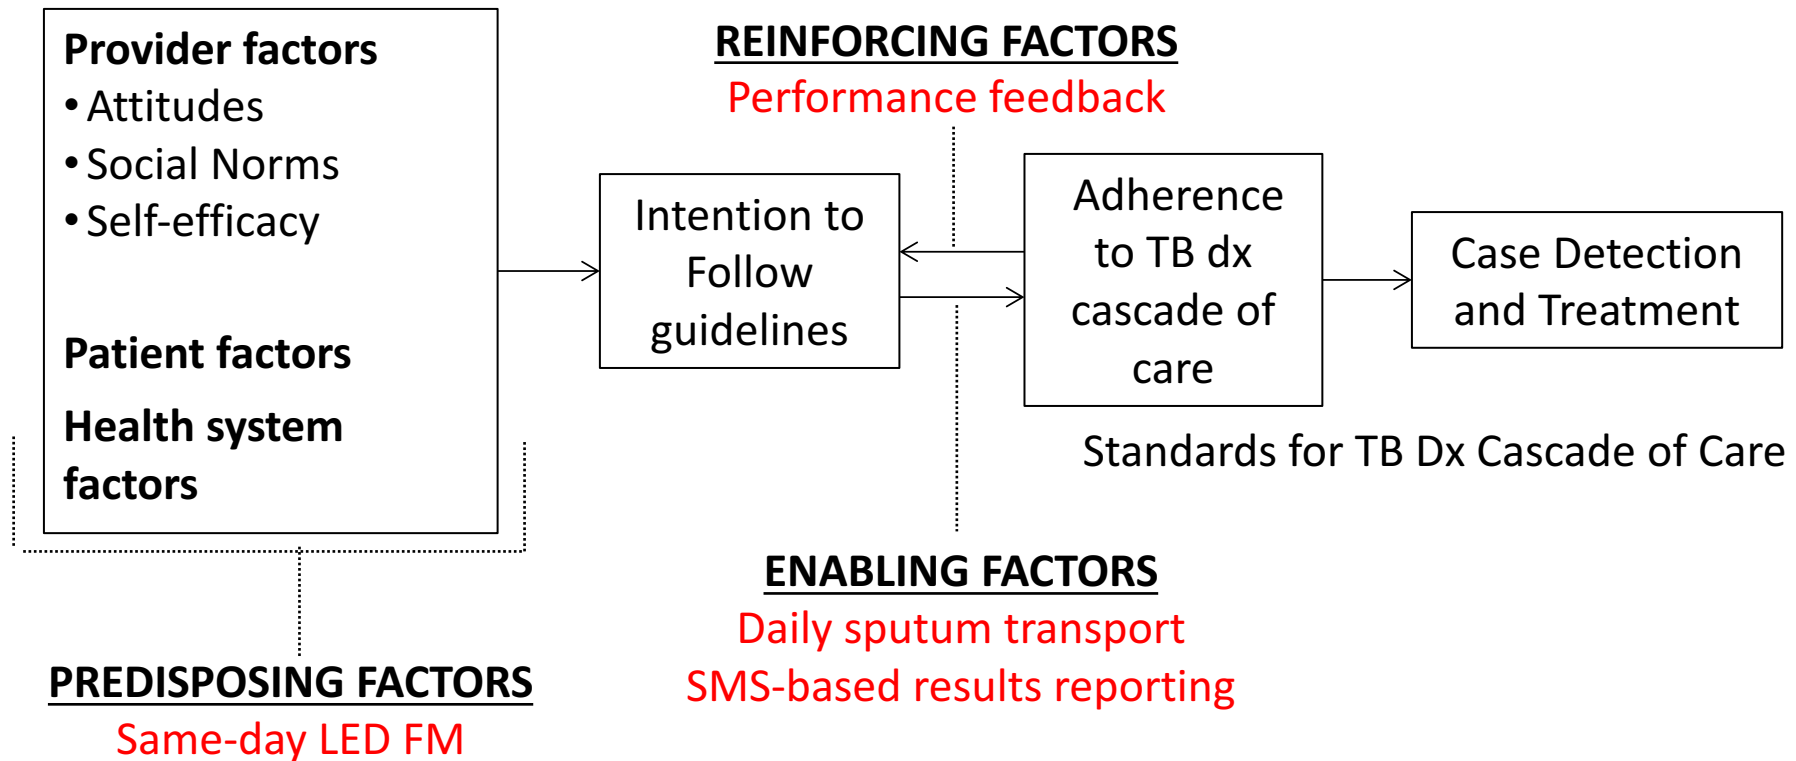 Provider factors
• Attitudes
• Social Norms
• Self-efficacy
Patient factors
Health system
factors
PREDISPOSING FACTORS
Same-day LED FM
Intention to
Follow
guidelines
REINFORCING FACTORS
Performance feedback
ENABLING FACTORS
Daily sputum transport
SMS-based results reporting
Adherence
to TB dx
cascade of
care
Standards for TB Dx Cascade of Care
Case Detection
and Treatment